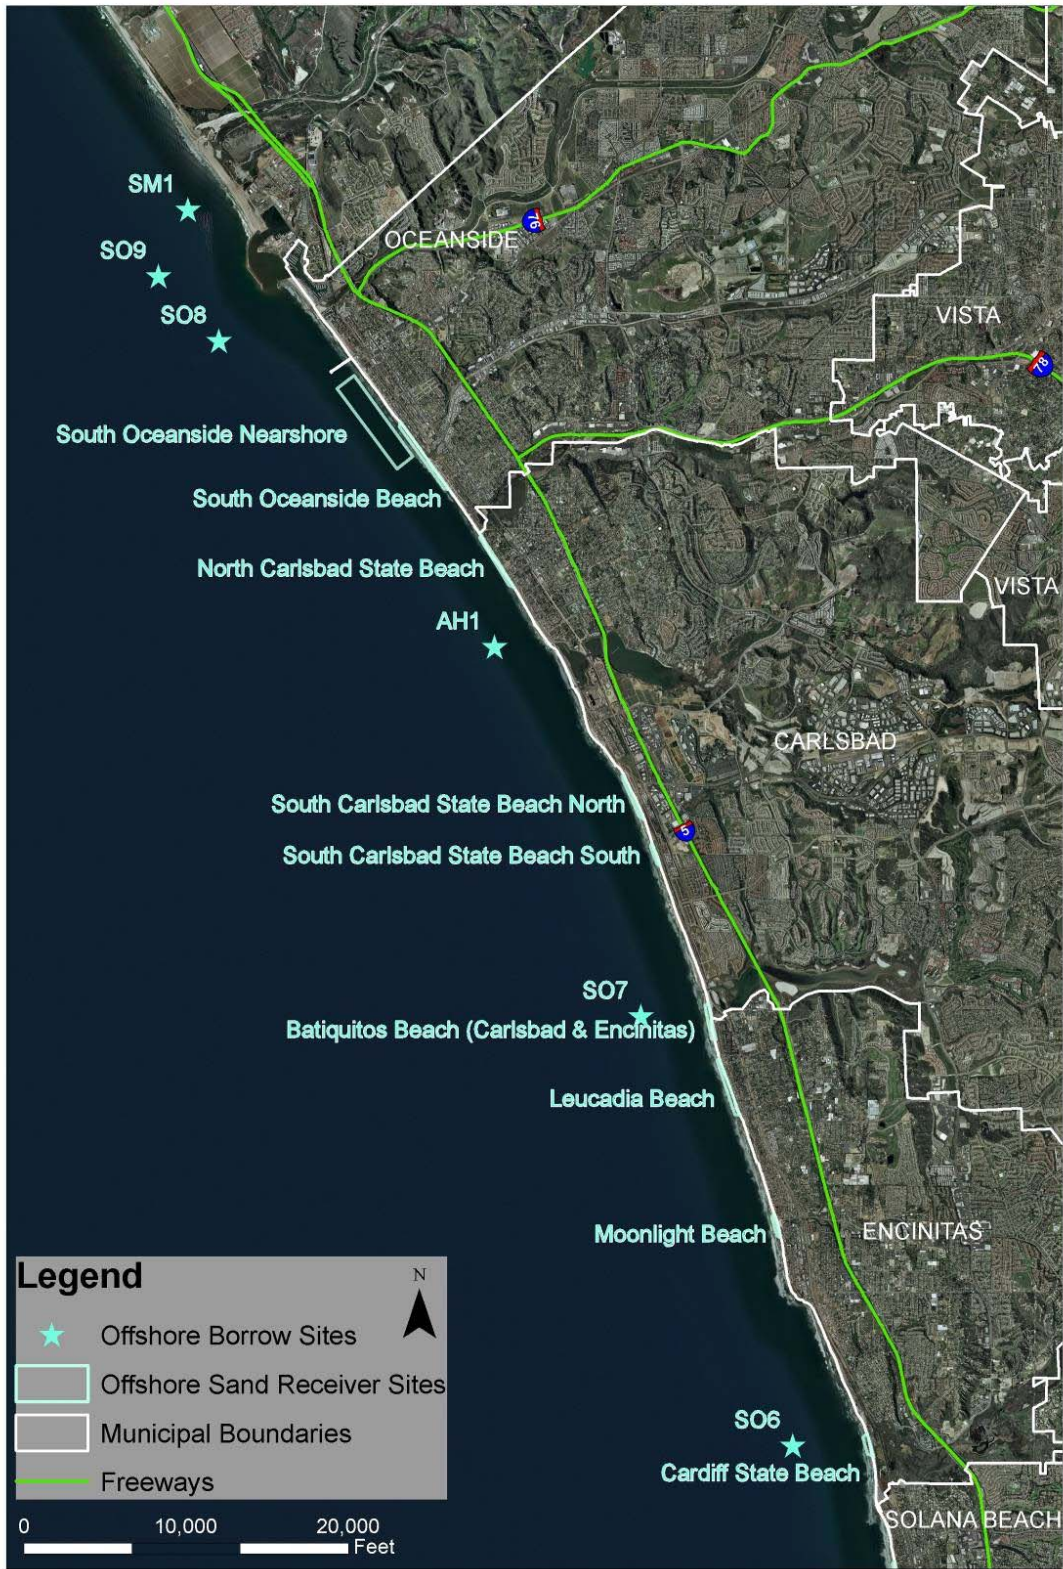 SM1
SO9
SO8
76
OCEANSIDE
VISTA
78
South Oceanside Nearshore
South Oceanside Beach
North Carlsbad State Beach
VISTA
AH1
CARLSBAD
South Carlsbad State Beach North
5
South Carlsbad State Beach South
SO7
Batiquitos Beach (Carlsbad & Encinitas)
Leucadia Beach
Moonlight Beach
ENCINITAS
Legend
N
Offshore Borrow Sites
Offshore Sand Receiver Sites
Municipal Boundaries
Freeways
SO6
Cardiff State Beach
SOLANA BEACH
0 10,000 20,000
Feet